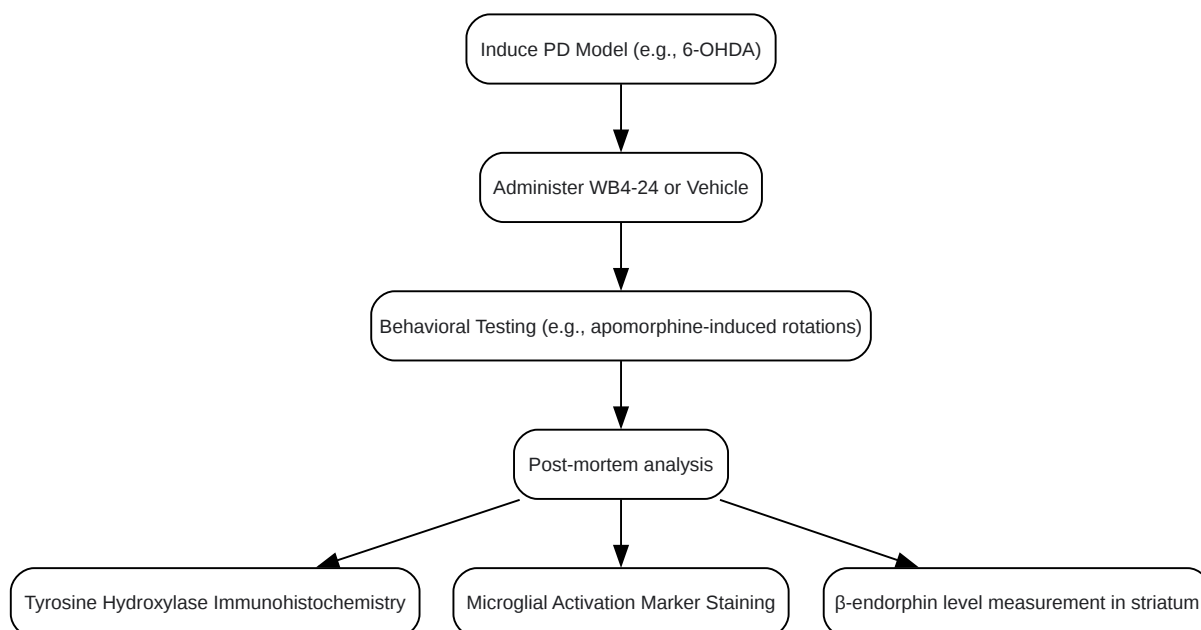 Induce PD Model (e.g., 6-OHDA)
Administer WB4-24 or Vehicle
Behavioral Testing (e.g., apomorphine-induced rotations)
Post-mortem analysis
Tyrosine Hydroxylase Immunohistochemistry
Microglial Activation Marker Staining
β-endorphin level measurement in striatum